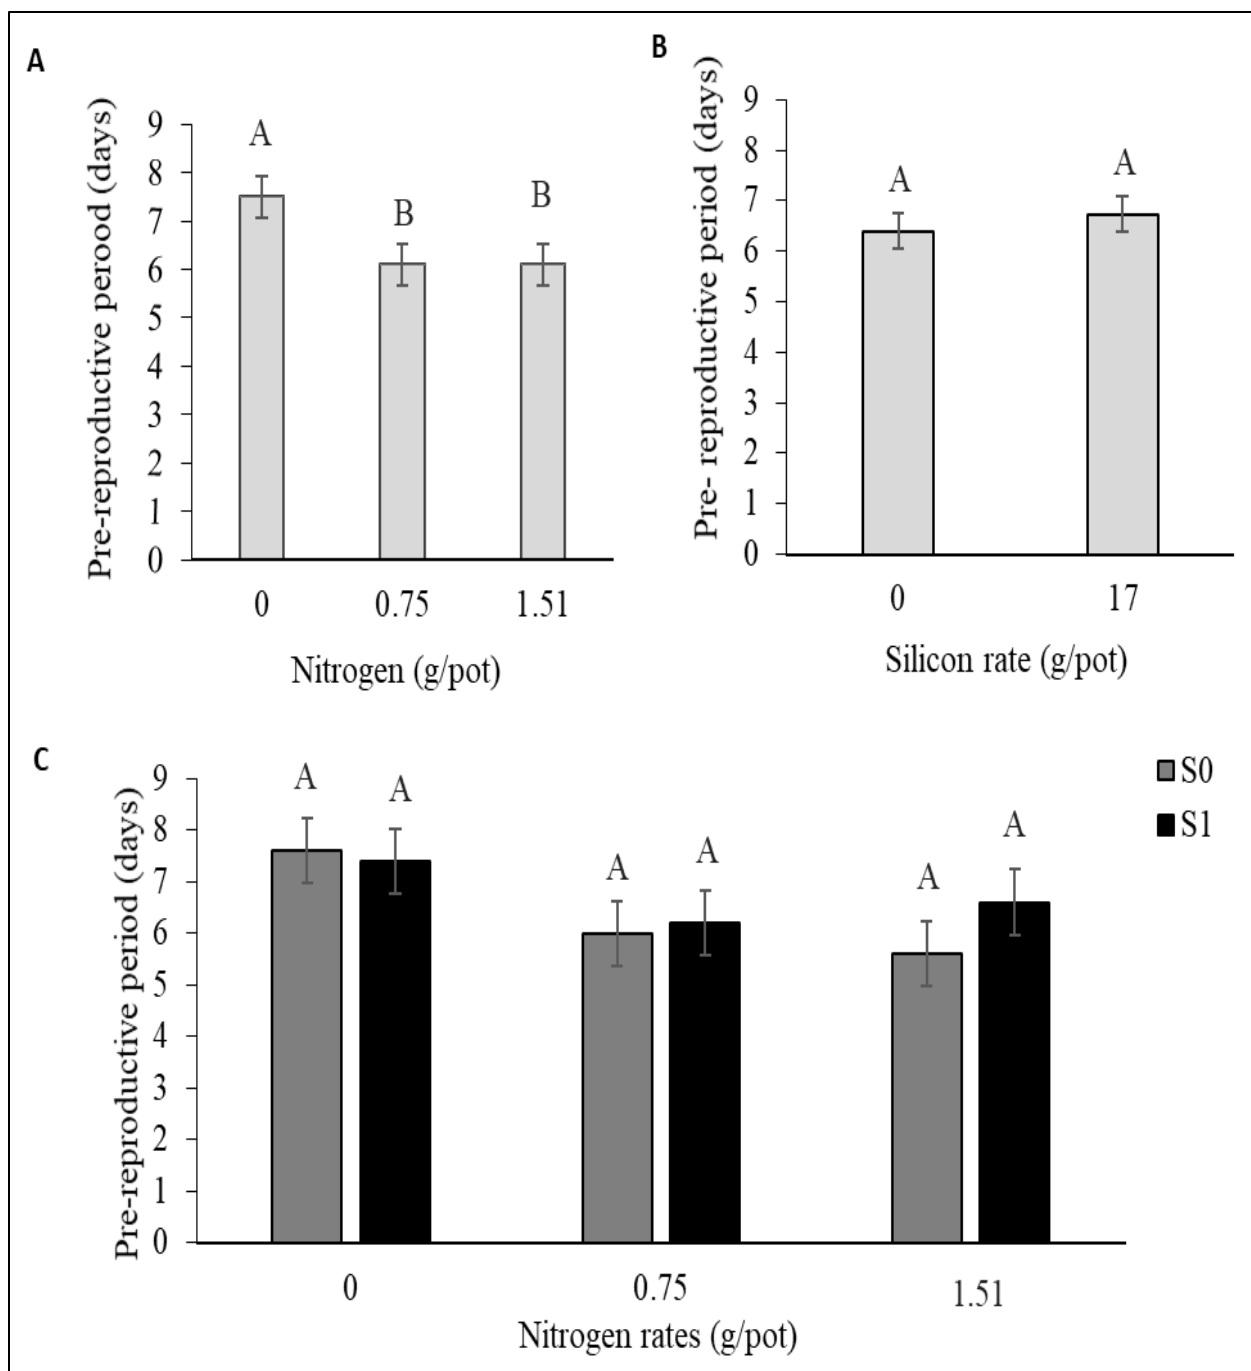 A
Pre-reproductive perood (days)
9
8
7
6
5
4
3
2
1
0
A
B
B
0 0.75 1.51
Nitrogen (g/pot)
B
Pre- reproductive period (days)
9
8
7
6
5
4
3
2
1
0
A
A
0 17
Silicon rate (g/pot)
C
Pre-reproductive period (days)
9
8
7
6
5
4
3
2
1
0
A
A
A
A
A
A
S0
S1
0 0.75 1.51
Nitrogen rates (g/pot)